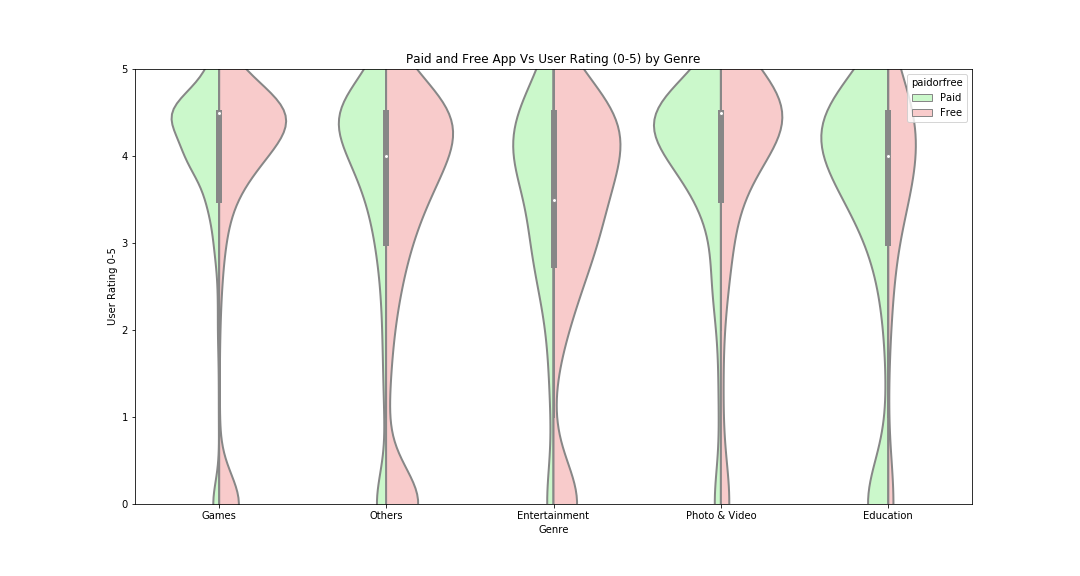 Paid and Free App Vs User Rating (0-5) by Genre
paidorfree
Paid
Free
User Rating 0-5
5
4
3
2
1
0
Games
Others
Entertainment
Photo & Video
Education
Genre